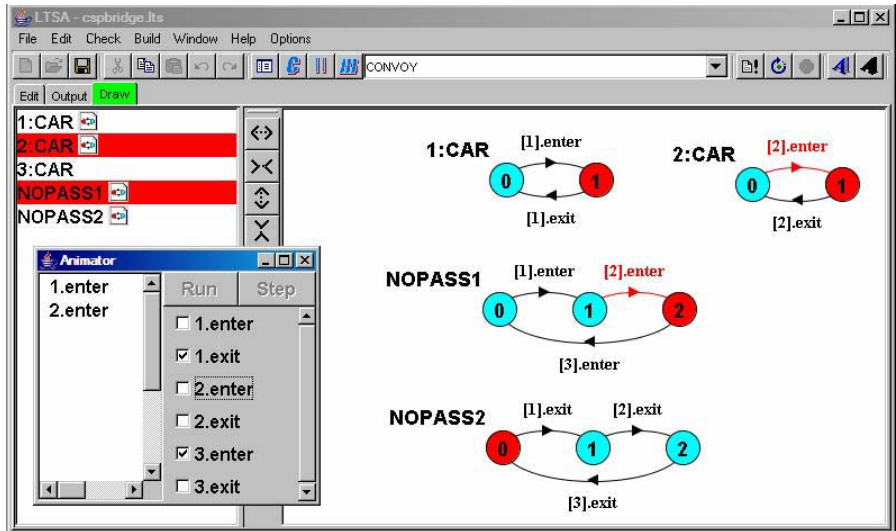 LTSA - cspbridge.lts
File Edit Check Build Window Help Options
CONVOY
Edit Output Draw
1:CAR
2:CAR
3:CAR
NOPASS1
NOPASS2
1:CAR
[1].enter
0 1
[1].exit
2:CAR
[2].enter
0 1
[2].exit
NOPASS1
[1].enter [2].enter
0 1 2
[3].enter
NOPASS2
[1].exit [2].exit
0 1 2
[3].exit
Animator
1.enter
2.enter
Run Step
1.enter
1.exit
2.enter
2.exit
3.enter
3.exit